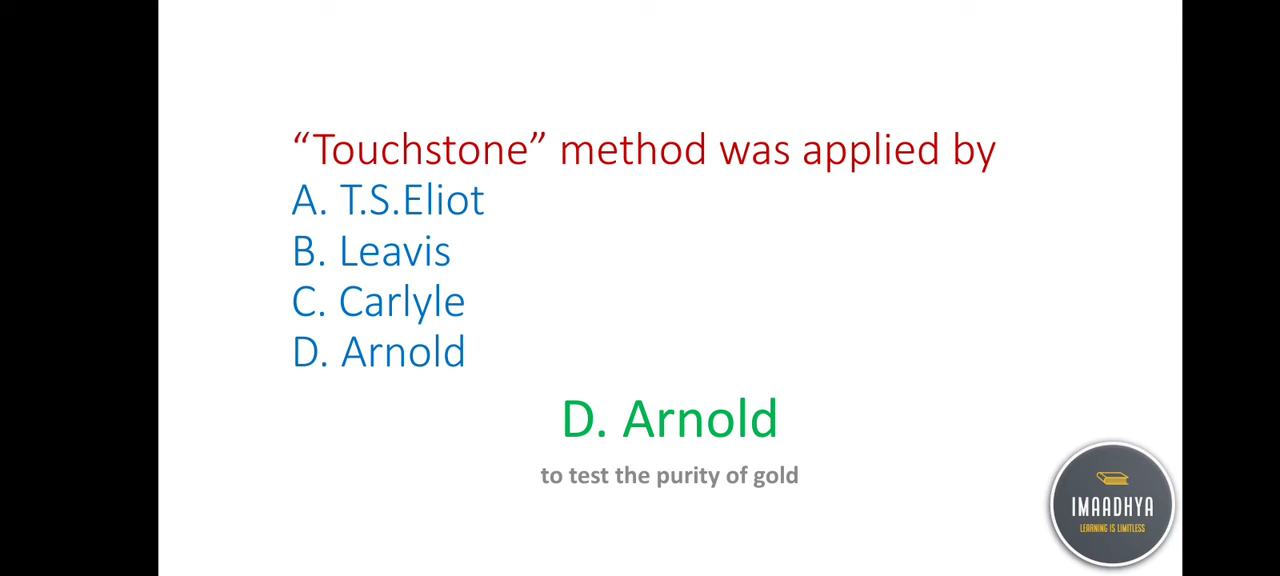 “Touchstone” method was applied by
A. T.S.Eliot
B. Leavis
C. Carlyle
D. Arnold
D. Arnold
to test the purity of gold
IMAADHYA
LEARNING IS LIMITLESS